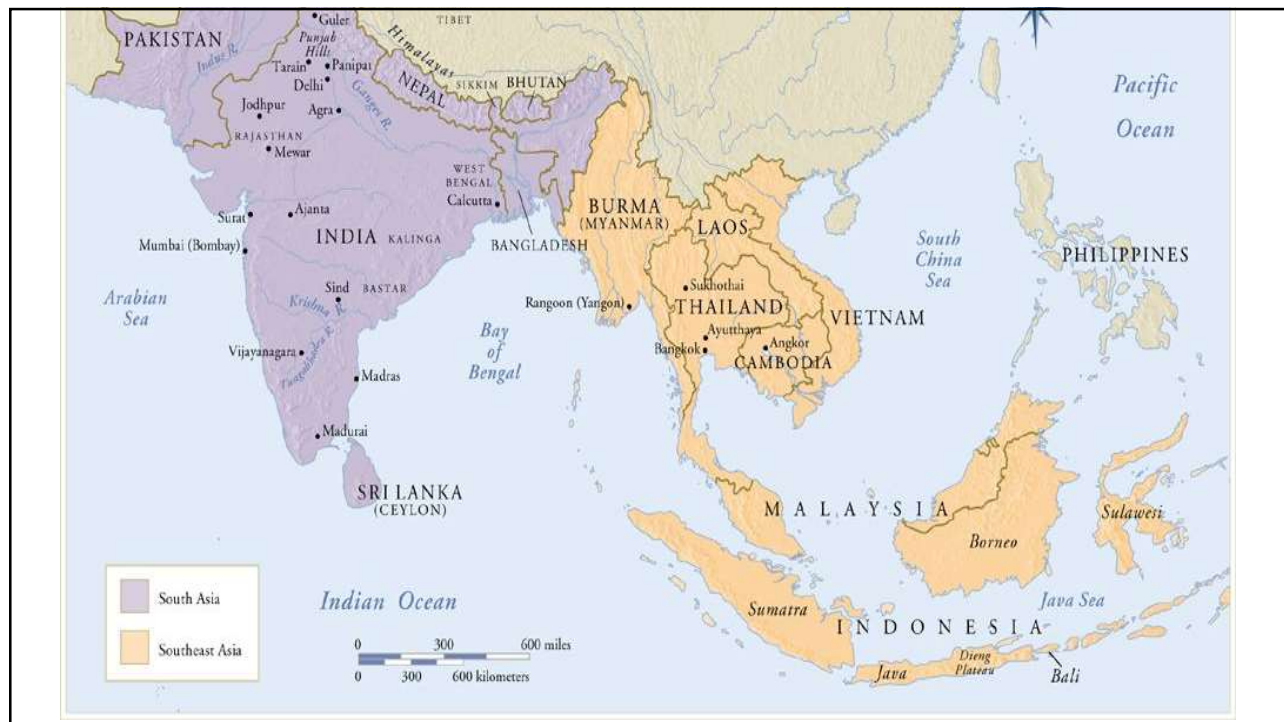 TIBET
Guler
PAKISTAN
Punjab
Hills
Himalayas
Indus R.
Tarain
Panipat
Delhi
NEPAL
SIKKIM
BHUTAN
Pacific
Ocean
Jodhpur
Agra
Ganges R.
RAJASTHAN
Mewar
WEST
BENGAL
Calcutta
BURMA
(MYANMAR)
LAOS
Surat
Ajanta
INDIA
KALINGA
BANGLADESH
South
China
Sea
PHILIPPINES
Mumbai (Bombay)
Arabian
Sea
Sind
BASTAR
Krishna R.
Rangoon (Yangon)
Sukhothai
THAILAND
VIETNAM
Bay
of
Bengal
Ayutthaya
Bangkok
Angkor
CAMBODIA
Vijayanagara
Tungabhadra R.
Madras
Madurai
SRI LANKA
(CEYLON)
MALAYSIA
Borneo
Sulawesi
South Asia
Southeast Asia
Indian Ocean
Sumatra
Java Sea
INDONESIA
0 300 600 miles
0 300 600 kilometers
Java
Dieng
Plateau
Bali